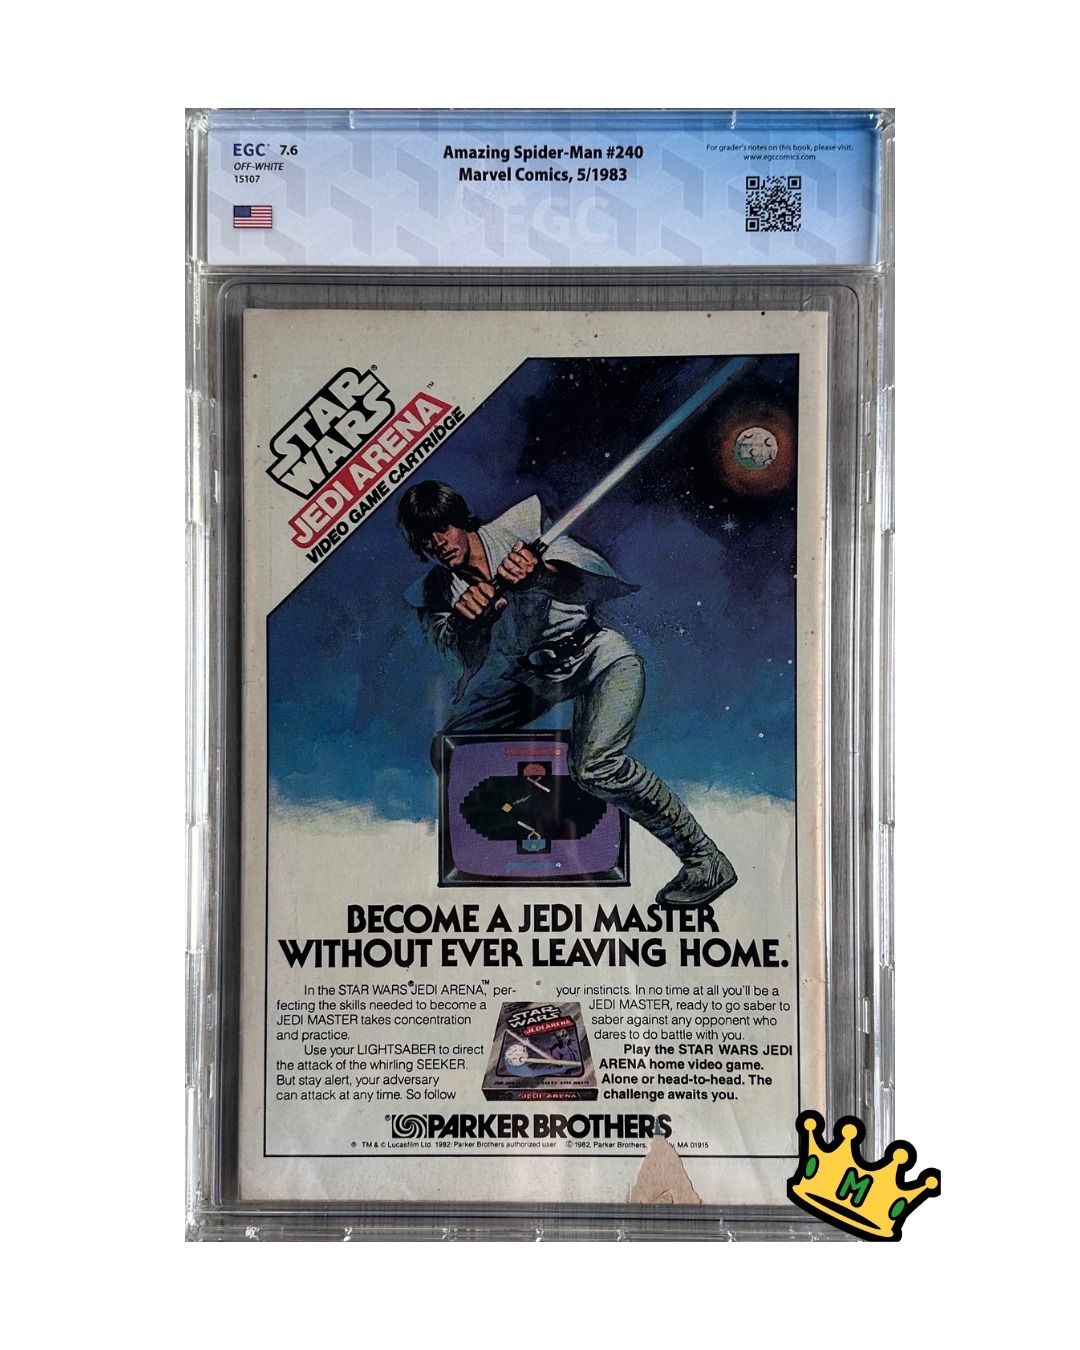 EGC® 7.6
OFF-WHITE
15107
Amazing Spider-Man #240
Marvel Comics, 5/1983
For grader's notes on this book, please visit:
www.egccomics.com
EGC
STAR
WARS®
JEDI ARENA™
VIDEO GAME CARTRIDGE
BECOME A JEDI MASTER
WITHOUT EVER LEAVING HOME.
In the STAR WARS® JEDI ARENA,™ per-
fecting the skills needed to become a
JEDI MASTER takes concentration
and practice.
Use your LIGHTSABER to direct
the attack of the whirling SEEKER.
But stay alert, your adversary
can attack at any time. So follow
your instincts. In no time at all you'll be a
JEDI MASTER, ready to go saber to
saber against any opponent who
dares to do battle with you.
Play the STAR WARS JEDI
ARENA home video game.
Alone or head-to-head. The
challenge awaits you.
STAR
WARS
JEDI ARENA
JEDI ARENA
® PARKER BROTHERS
® TM & © Lucasfilm Ltd. 1982/Parker Brothers authorized user © 1982, Parker Brothers, MA 01915
M